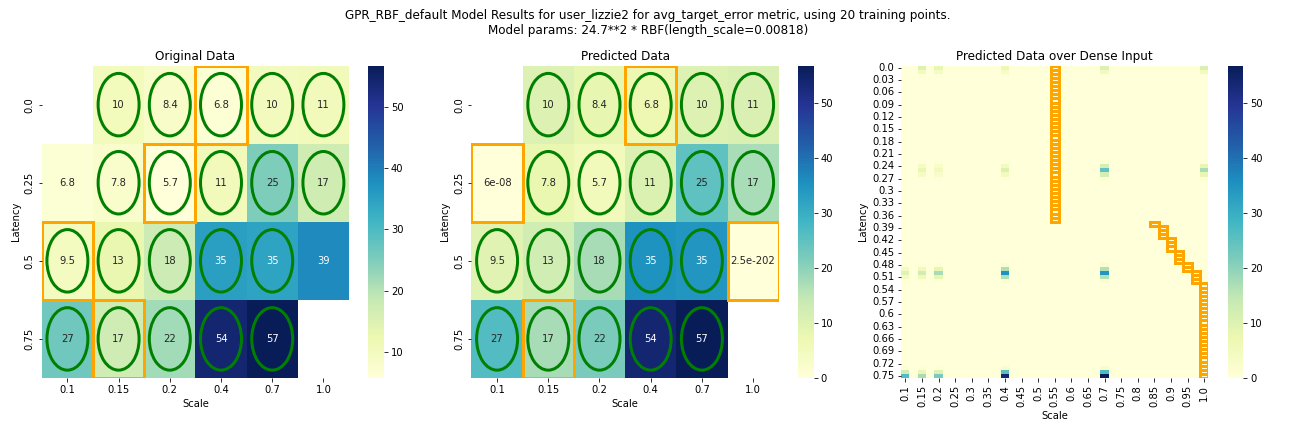 GPR_RBF_default Model Results for user_lizzie2 for avg_target_error metric, using 20 training points.
Model params: 24.7**2 * RBF(length_scale=0.00818)
Original Data
Latency
0.0
0.25
0.5
0.75
10 8.4 6.8 10 11
6.8 7.8 5.7 11 25 17
9.5 13 18 35 35 39
27 17 22 54 57
0.1 0.15 0.2 0.4 0.7 1.0
Scale
50
40
30
20
10
Predicted Data
Latency
0.0
0.25
0.5
0.75
10 8.4 6.8 10 11
6e-08 7.8 5.7 11 25 17
9.5 13 18 35 35 2.5e-202
27 17 22 54 57
0.1 0.15 0.2 0.4 0.7 1.0
Scale
50
40
30
20
10
0
Predicted Data over Dense Input
Latency
0.0
0.03
0.06
0.09
0.12
0.15
0.18
0.21
0.24
0.27
0.3
0.33
0.36
0.39
0.42
0.45
0.48
0.51
0.54
0.57
0.6
0.63
0.66
0.69
0.72
0.75
0.1 0.15 0.2 0.25 0.3 0.35 0.4 0.45 0.5 0.55 0.6 0.65 0.7 0.75 0.8 0.85 0.9 0.95 1.0
Scale
50
40
30
20
10
0